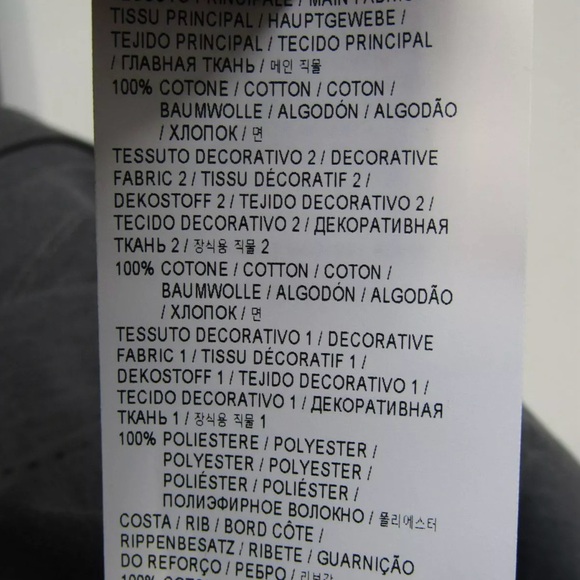 TESSUTO PRINCIPALE / MAIN FABRIC
TISSU PRINCIPAL / HAUPTGEWEBE /
TEJIDO PRINCIPAL / TECIDO PRINCIPAL
/ ГЛАВНАЯ ТКАНЬ / 메인 직물
100% COTONE / COTTON / COTON /
BAUMWOLLE / ALGODÓN / ALGODÃO
/ ХЛОПОК / 면
TESSUTO DECORATIVO 2 / DECORATIVE
FABRIC 2 / TISSU DÉCORATIF 2 /
DEKOSTOFF 2 / TEJIDO DECORATIVO 2 /
TECIDO DECORATIVO 2 / ДЕКОРАТИВНАЯ
ТКАНЬ 2 / 장식용 직물 2
100% COTONE / COTTON / COTON /
BAUMWOLLE / ALGODÓN / ALGODÃO
/ ХЛОПОК / 면
TESSUTO DECORATIVO 1 / DECORATIVE
FABRIC 1 / TISSU DÉCORATIF 1 /
DEKOSTOFF 1 / TEJIDO DECORATIVO 1 /
TECIDO DECORATIVO 1 / ДЕКОРАТИВНАЯ
ТКАНЬ 1 / 장식용 직물 1
100% POLIESTERE / POLYESTER /
POLYESTER / POLYESTER /
POLIÉSTER / POLIÉSTER /
ПОЛИЭФИРНОЕ ВОЛОКНО / 폴리에스터
COSTA / RIB / BORD CÔTE /
RIPPENBESATZ / RIBETE / GUARNIÇÃO
DO REFORÇO / РЕБРО /
100%